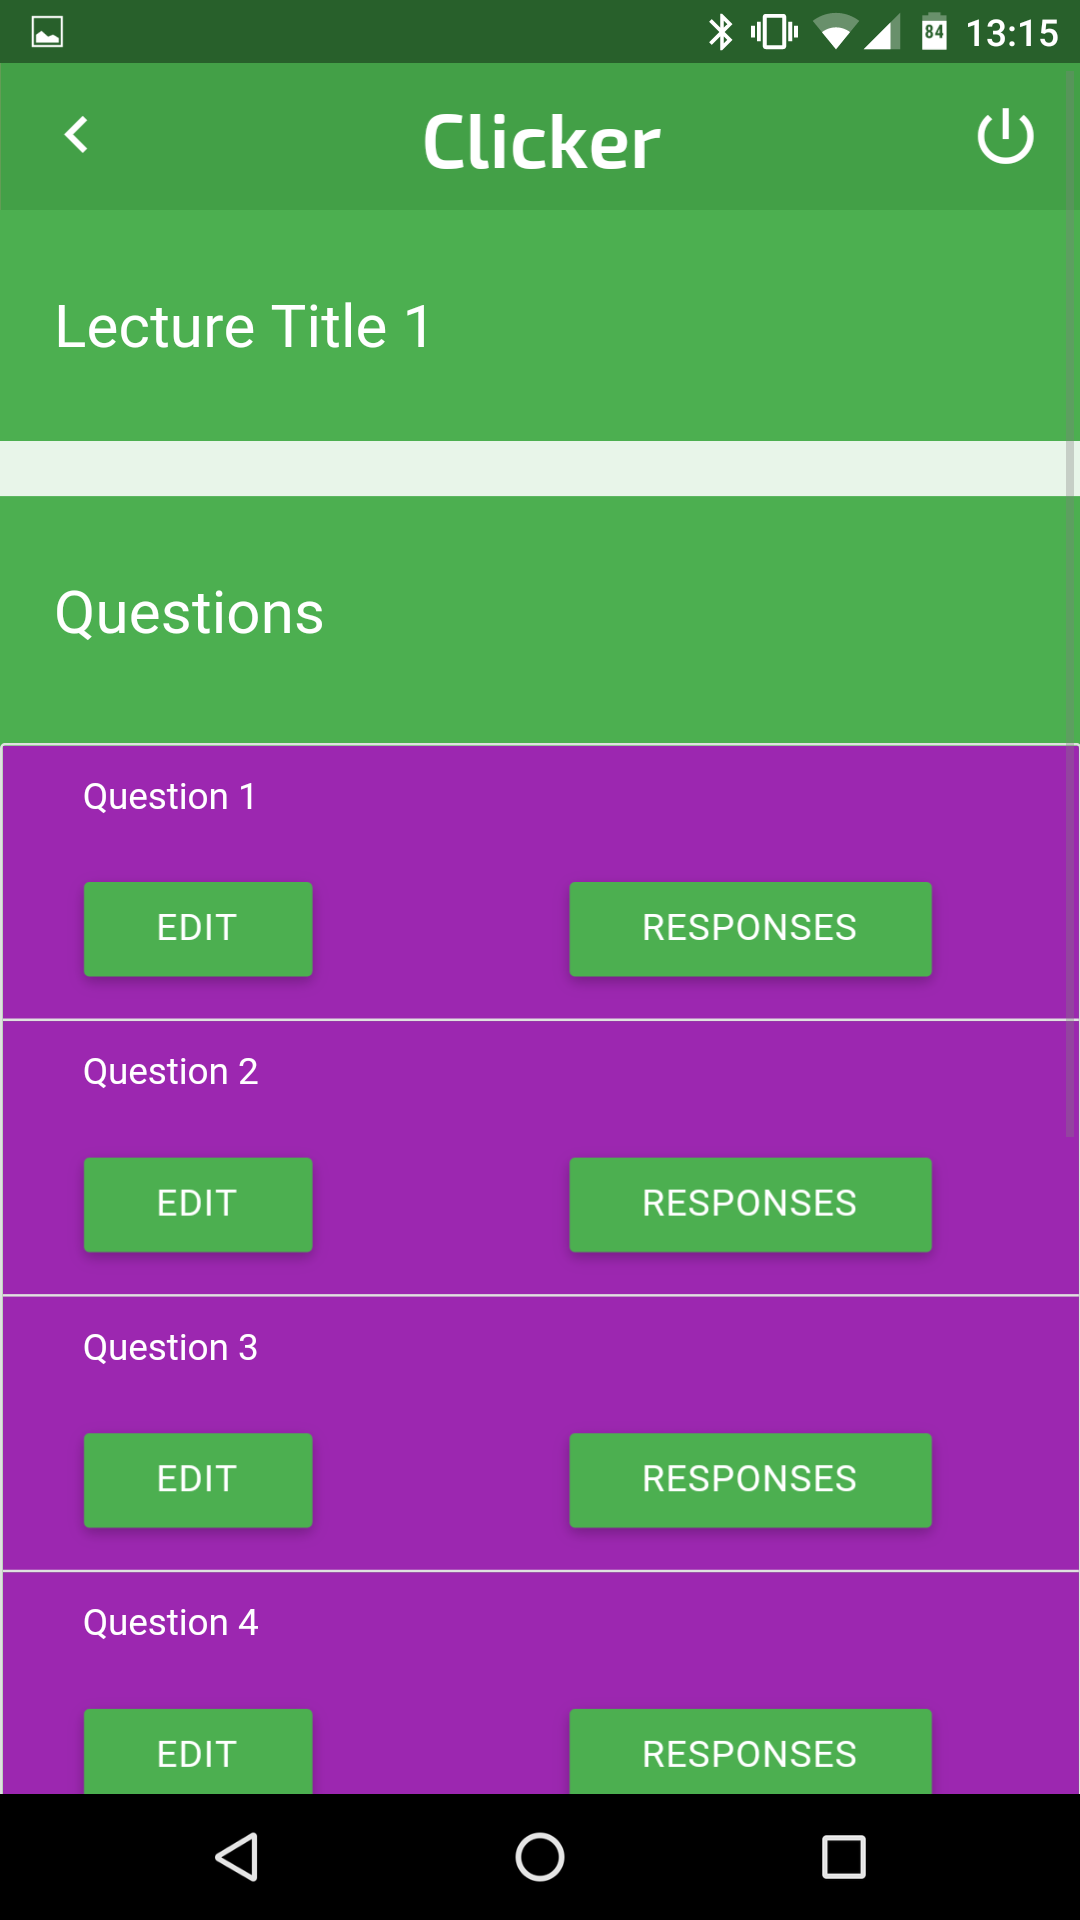 84 13:15
Clicker
Lecture Title 1
Questions
Question 1
EDIT RESPONSES
Question 2
EDIT RESPONSES
Question 3
EDIT RESPONSES
Question 4
EDIT RESPONSES